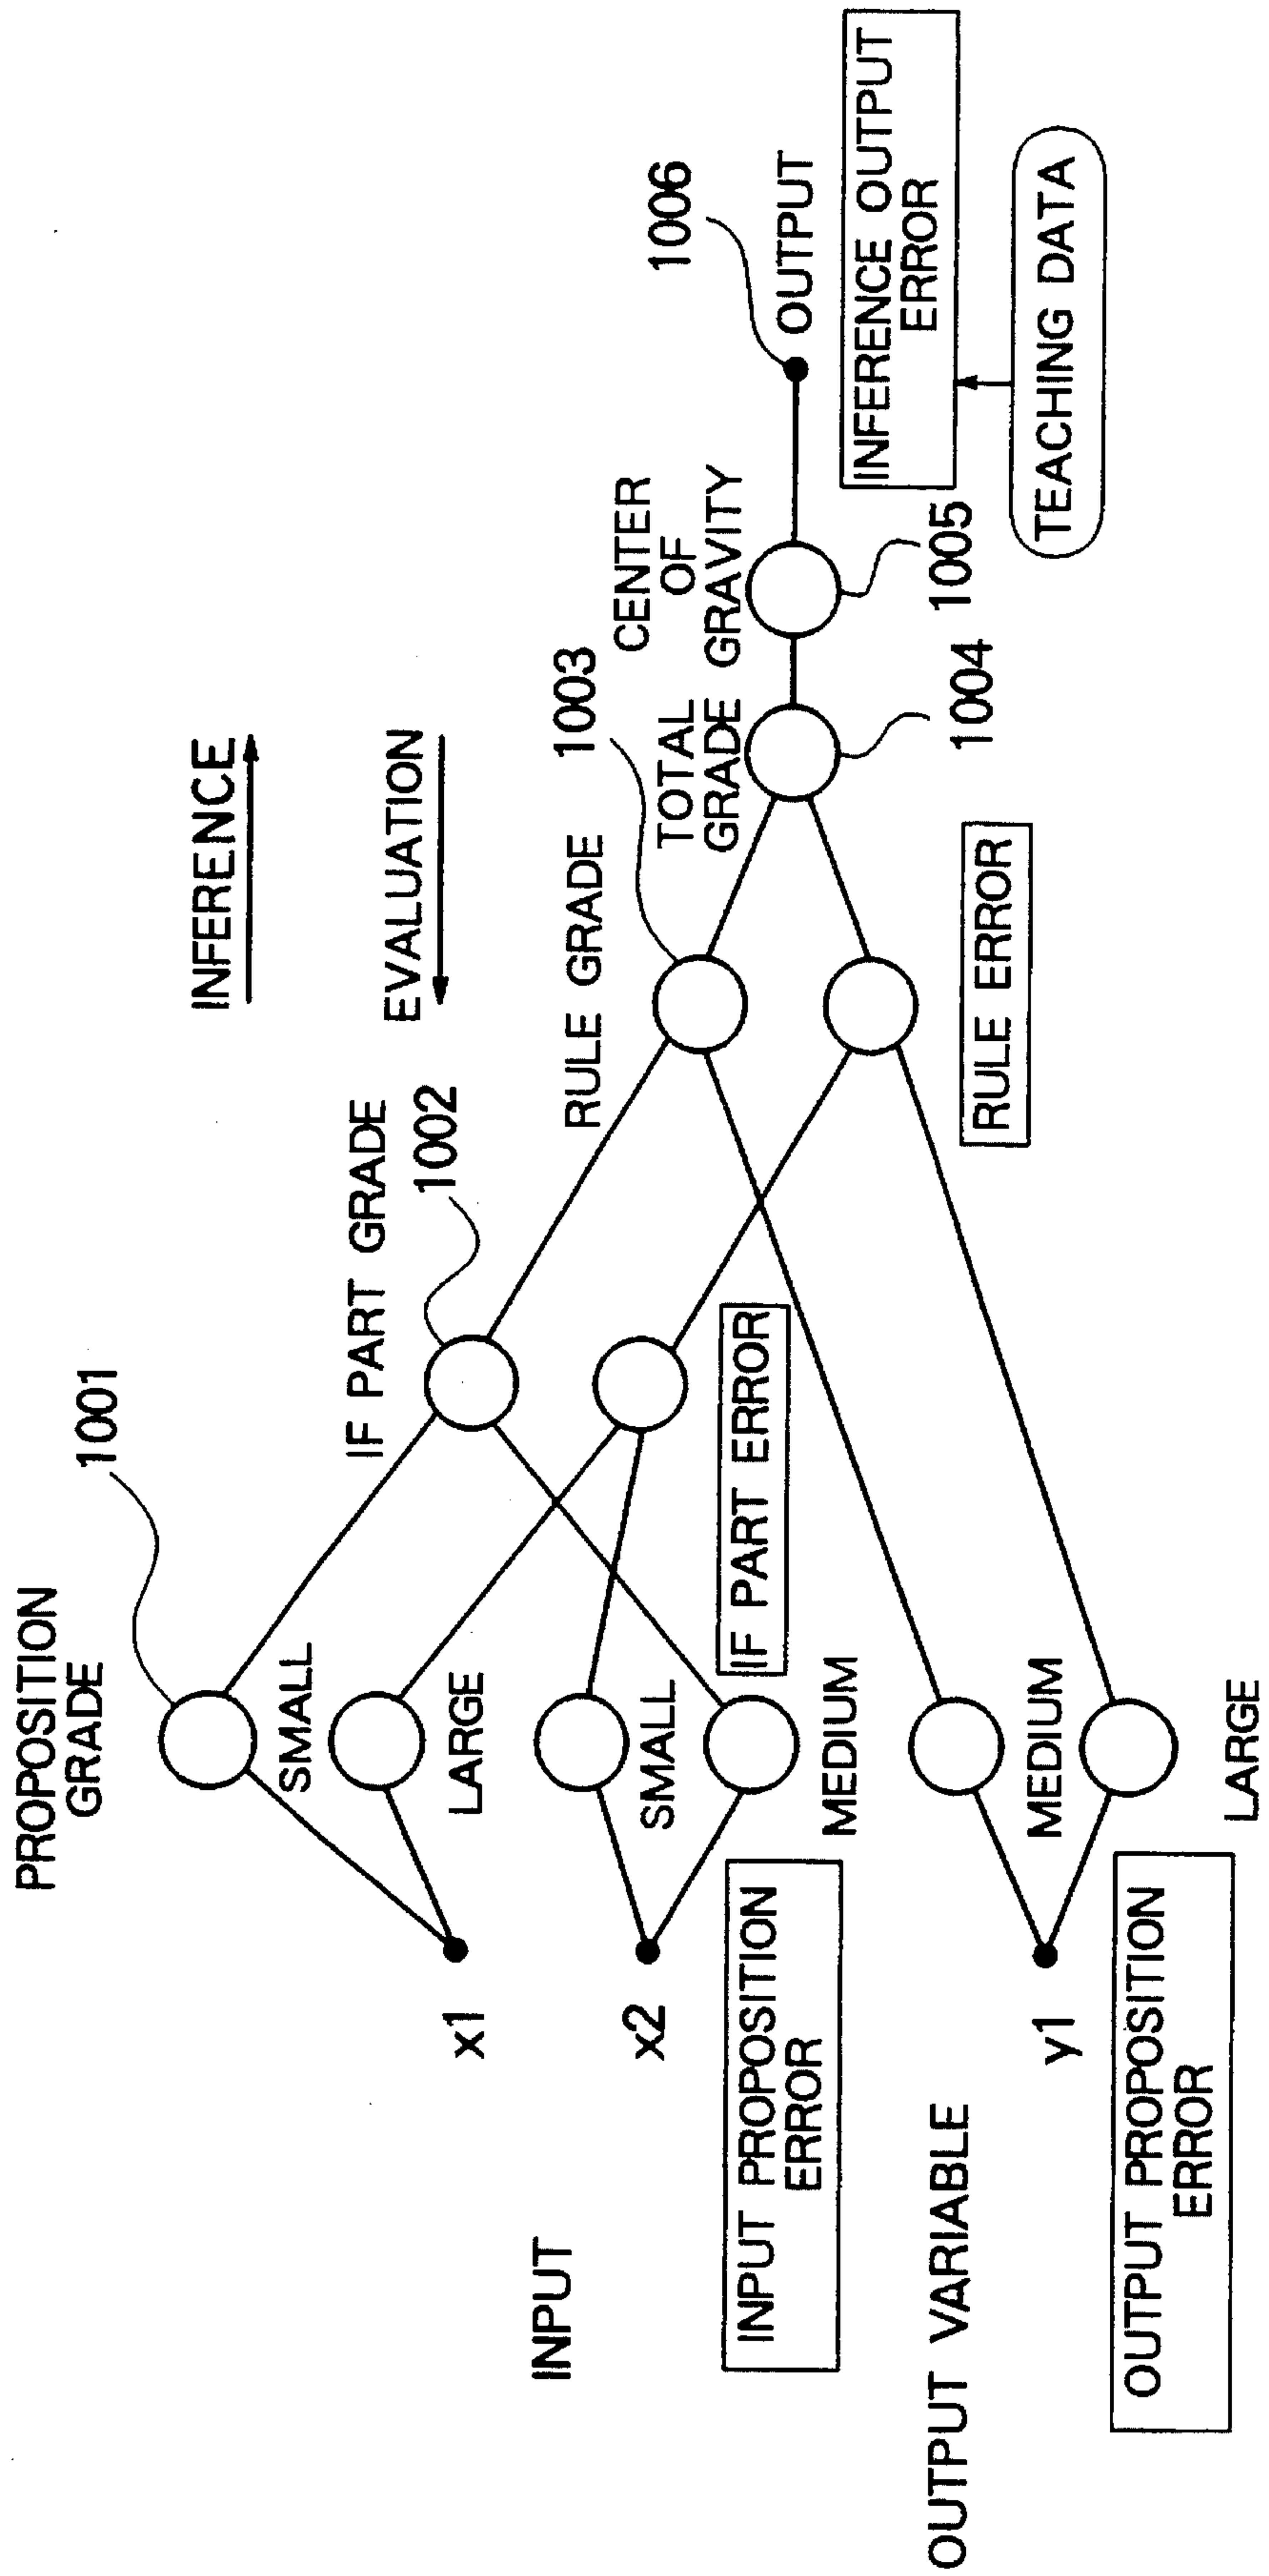 INFERENCE
EVALUATION
PROPOSITION
GRADE
1001
IF PART GRADE
1002
RULE GRADE
1003
TOTAL
GRADE
CENTER
OF
GRAVITY
1006
OUTPUT
SMALL
LARGE
x1
INPUT
x2
SMALL
MEDIUM
IF PART ERROR
INPUT PROPOSITION
ERROR
RULE ERROR
1004
1005
INFERENCE OUTPUT
ERROR
TEACHING DATA
OUTPUT VARIABLE
y1
MEDIUM
LARGE
OUTPUT PROPOSITION
ERROR